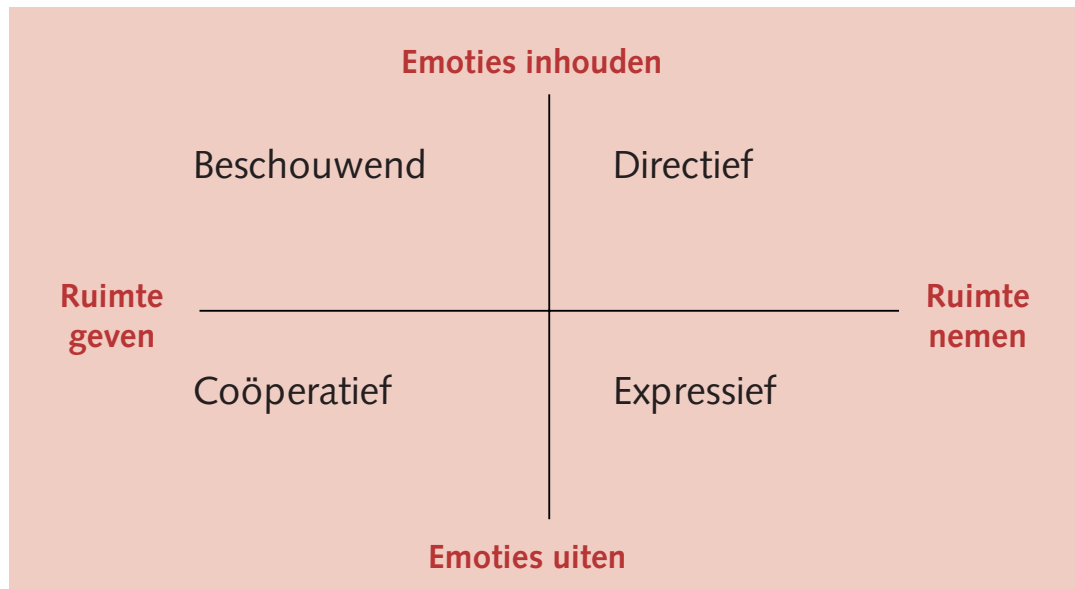 Emoties inhouden
Beschouwend
Directief
Ruimte
geven
Ruimte
nemen
Coöperatief
Expressief
Emoties uiten